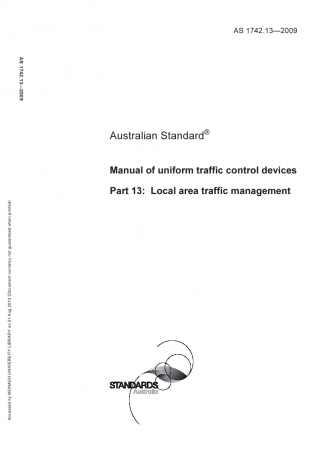 AS 1742.13—2009
AS 1742.13—2009
Australian Standard®
Manual of uniform traffic control devices
Part 13: Local area traffic management
Accessed by MONASH UNIVERSITY LIBRARY on 21 Aug 2010 (Document currency not guaranteed when printed)
STANDARDS
Australia